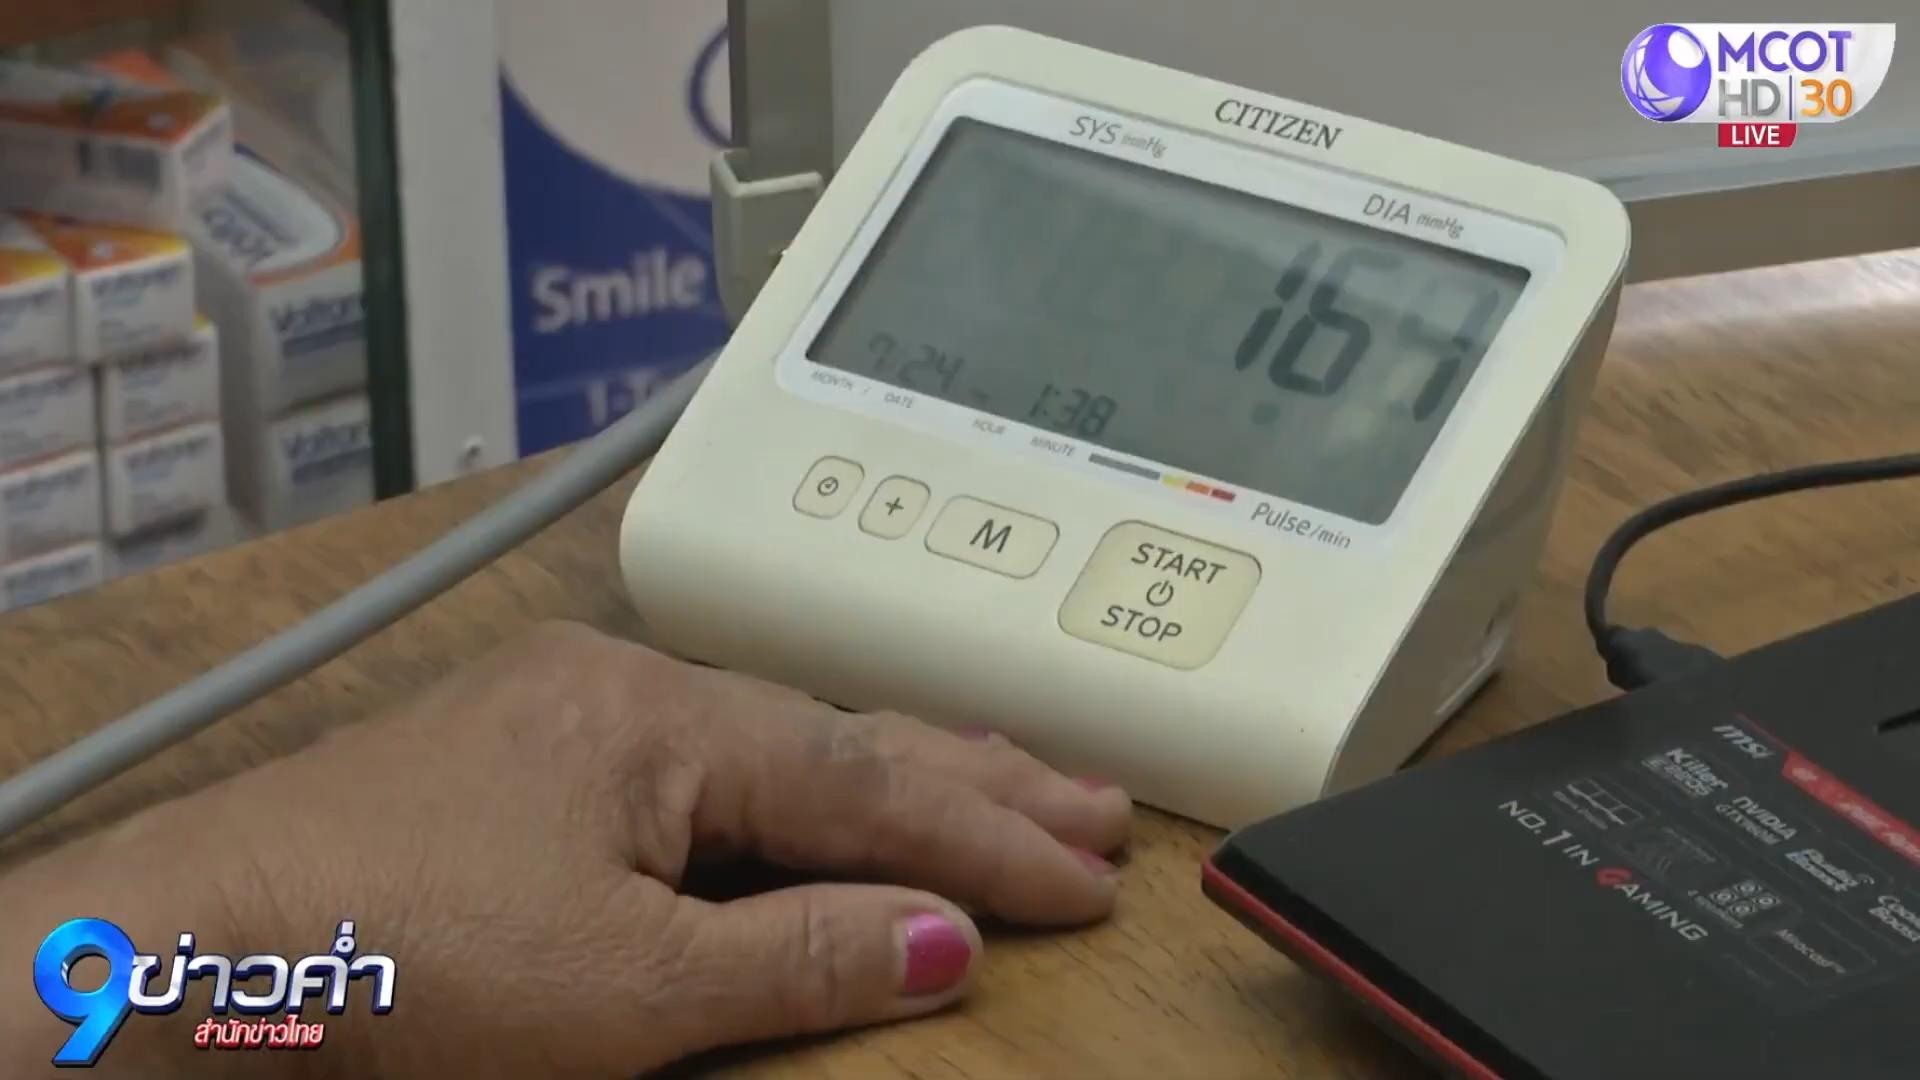 MCOT
HD 30
LIVE
CITIZEN
SYS mmHg
DIA mmHg
167
7/24 1:38
MONTH / DATE HOUR MINUTE
Pulse/min
+
M
START
STOP
Smile
Voltaren
msi
Killer
NVIDIA
NO.1 IN GAMING
9ข่าวค่ำ
สำนักข่าวไทย